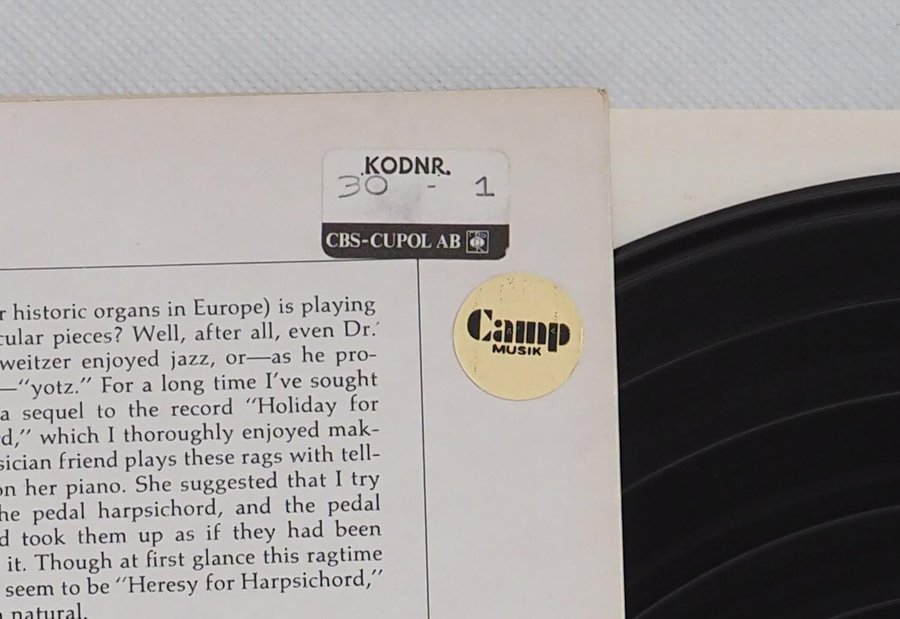 KODNR.
30 - 1
CBS-CUPOL AB
Camp
MUSIK
r historic organs in Europe) is playing
cular pieces? Well, after all, even Dr.
weitzer enjoyed jazz, or—as he pro-
—“yotz.” For a long time I’ve sought
a sequel to the record “Holiday for
d,” which I thoroughly enjoyed mak-
sician friend plays these rags with tell-
on her piano. She suggested that I try
he pedal harpsichord, and the pedal
d took them up as if they had been
it. Though at first glance this ragtime
seem to be “Heresy for Harpsichord,”
natural.